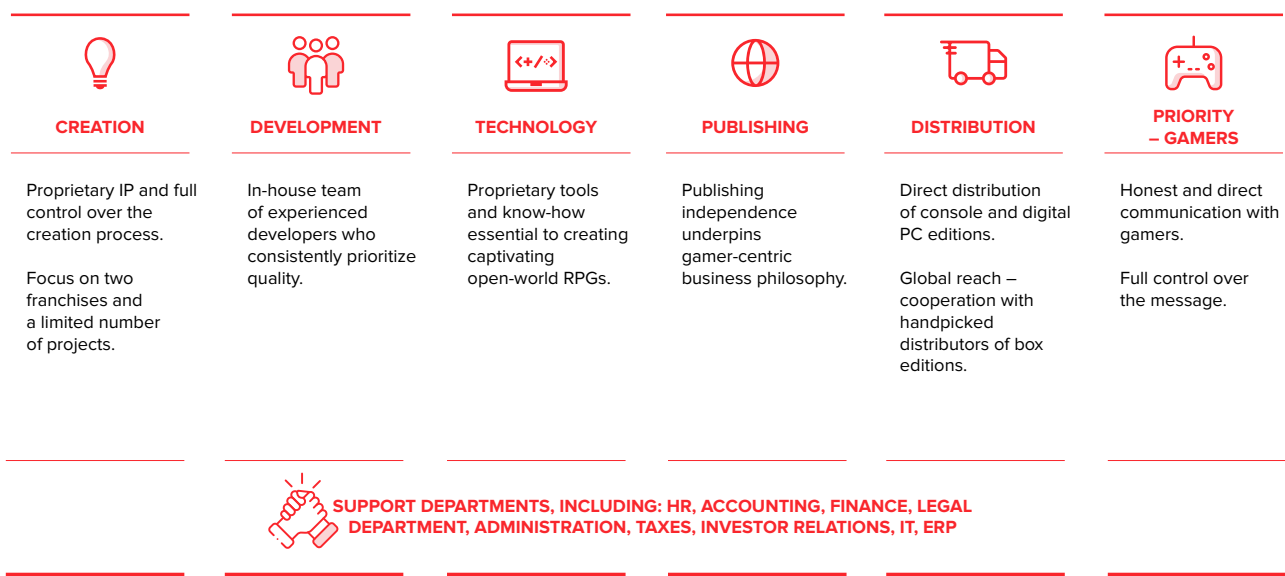 CREATION
Proprietary IP and full
control over the
creation process.
Focus on two
franchises and
a limited number
of projects.
DEVELOPMENT
In-house team
of experienced
developers who
consistently prioritize
quality.
<+/÷>
TECHNOLOGY
Proprietary tools
and know-how
essential to creating
captivating
open-world RPGs.
PUBLISHING
Publishing
independence
underpins
gamer-centric
business philosophy.
DISTRIBUTION
Direct distribution
of console and digital
PC editions.
Global reach –
cooperation with
handpicked
distributors of box
editions.
PRIORITY
– GAMERS
Honest and direct
communication with
gamers.
Full control over
the message.
SUPPORT DEPARTMENTS, INCLUDING: HR, ACCOUNTING, FINANCE, LEGAL
DEPARTMENT, ADMINISTRATION, TAXES, INVESTOR RELATIONS, IT, ERP